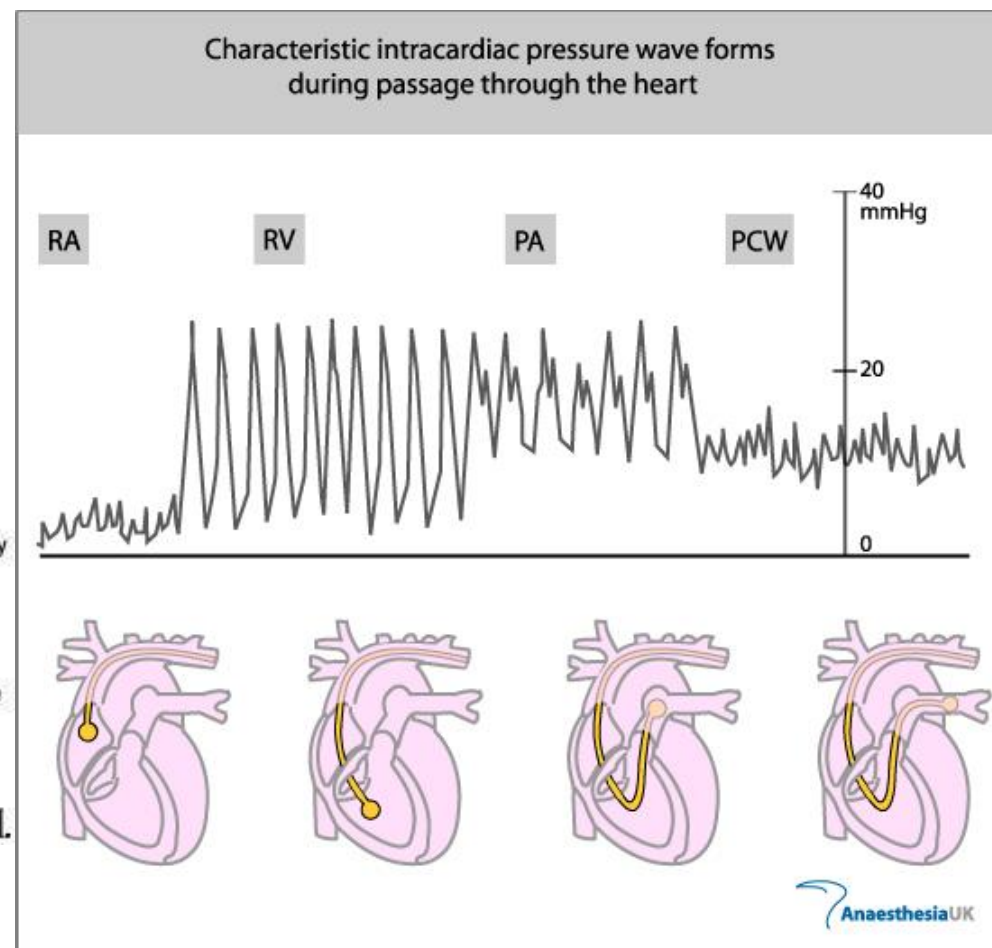 Characteristic intracardiac pressure wave forms
during passage through the heart
RA
RV
PA
PCW
40
mmHg
20
0
AnaesthesiaUK